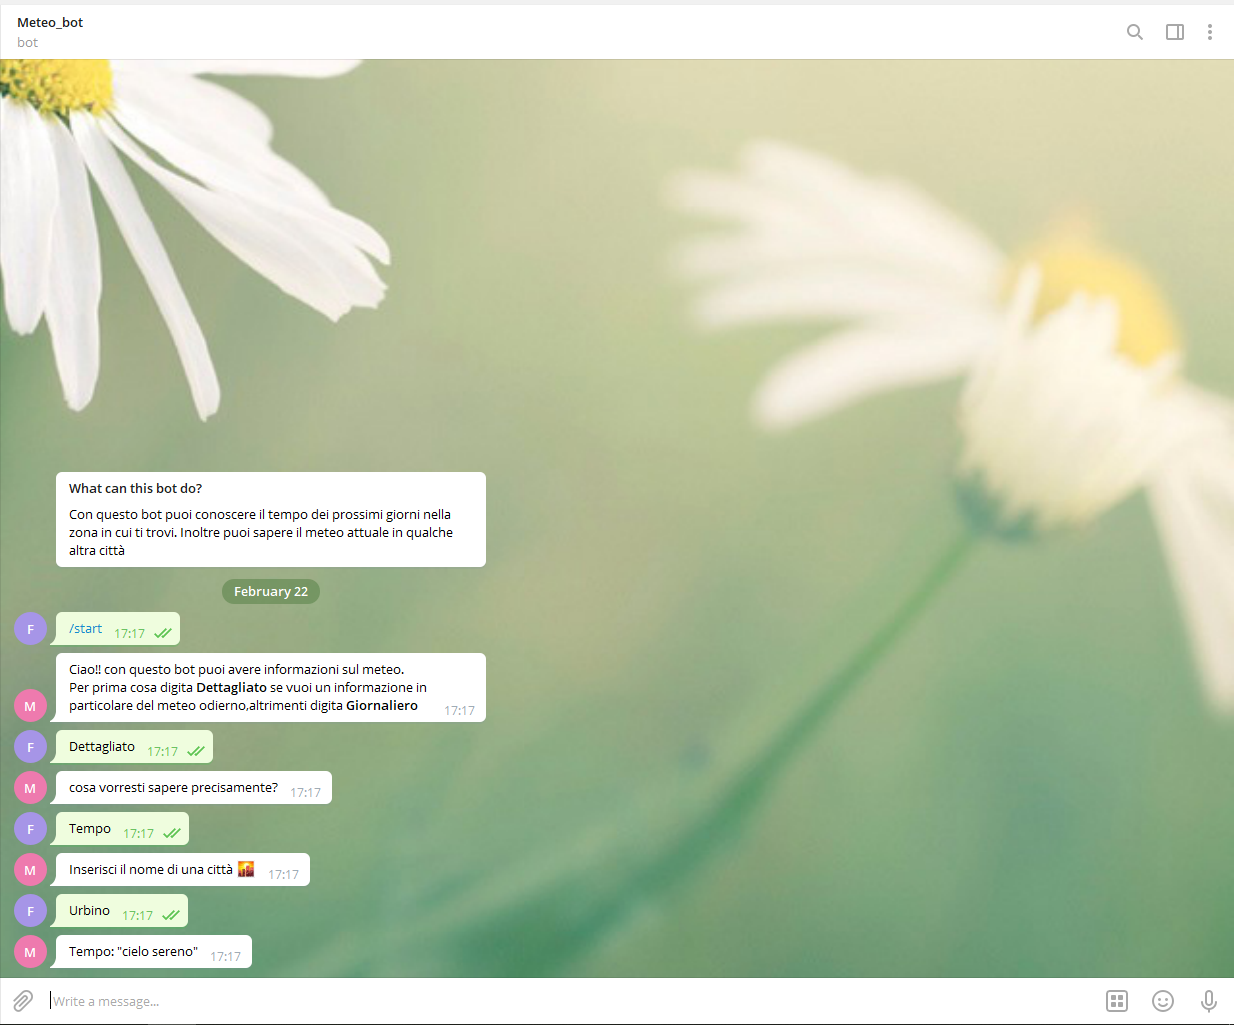 Meteo_bot
bot
What can this bot do?
Con questo bot puoi conoscere il tempo dei prossimi giorni nella
zona in cui ti trovi. Inoltre puoi sapere il meteo attuale in qualche
altra città
February 22
F
/start 17:17
Ciao!! con questo bot puoi avere informazioni sul meteo.
Per prima cosa digita Dettagliato se vuoi un informazione in
particolare del meteo odierno,altrimenti digita Giornaliero 17:17
M
F
Dettagliato 17:17
M
cosa vorresti sapere precisamente? 17:17
F
Tempo 17:17
M
Inserisci il nome di una città 🌇 17:17
F
Urbino 17:17
M
Tempo: "cielo sereno" 17:17
Write a message...